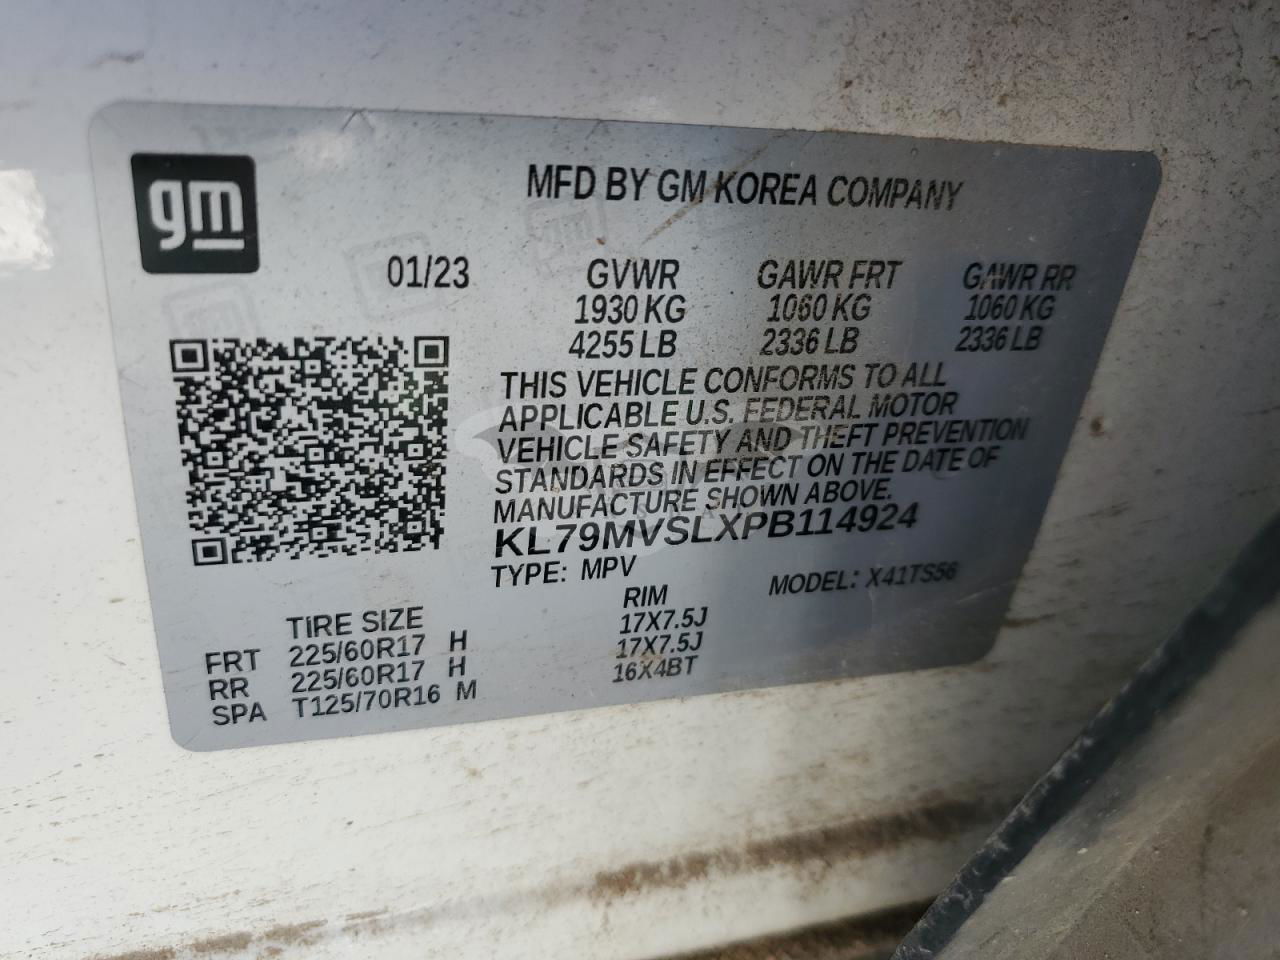 gm
MFD BY GM KOREA COMPANY
01/23 GVWR GAWR FRT GAWR RR
1930 KG 1060 KG 1060 KG
4255 LB 2336 LB 2336 LB
THIS VEHICLE CONFORMS TO ALL
APPLICABLE U.S. FEDERAL MOTOR
VEHICLE SAFETY AND THEFT PREVENTION
STANDARDS IN EFFECT ON THE DATE OF
MANUFACTURE SHOWN ABOVE.
KL79MVSLXPB114924
TYPE: MPV MODEL: X41TS56
TIRE SIZE RIM
FRT 225/60R17 H 17X7.5J
RR 225/60R17 H 17X7.5J
SPA T125/70R16 M 16X4BT